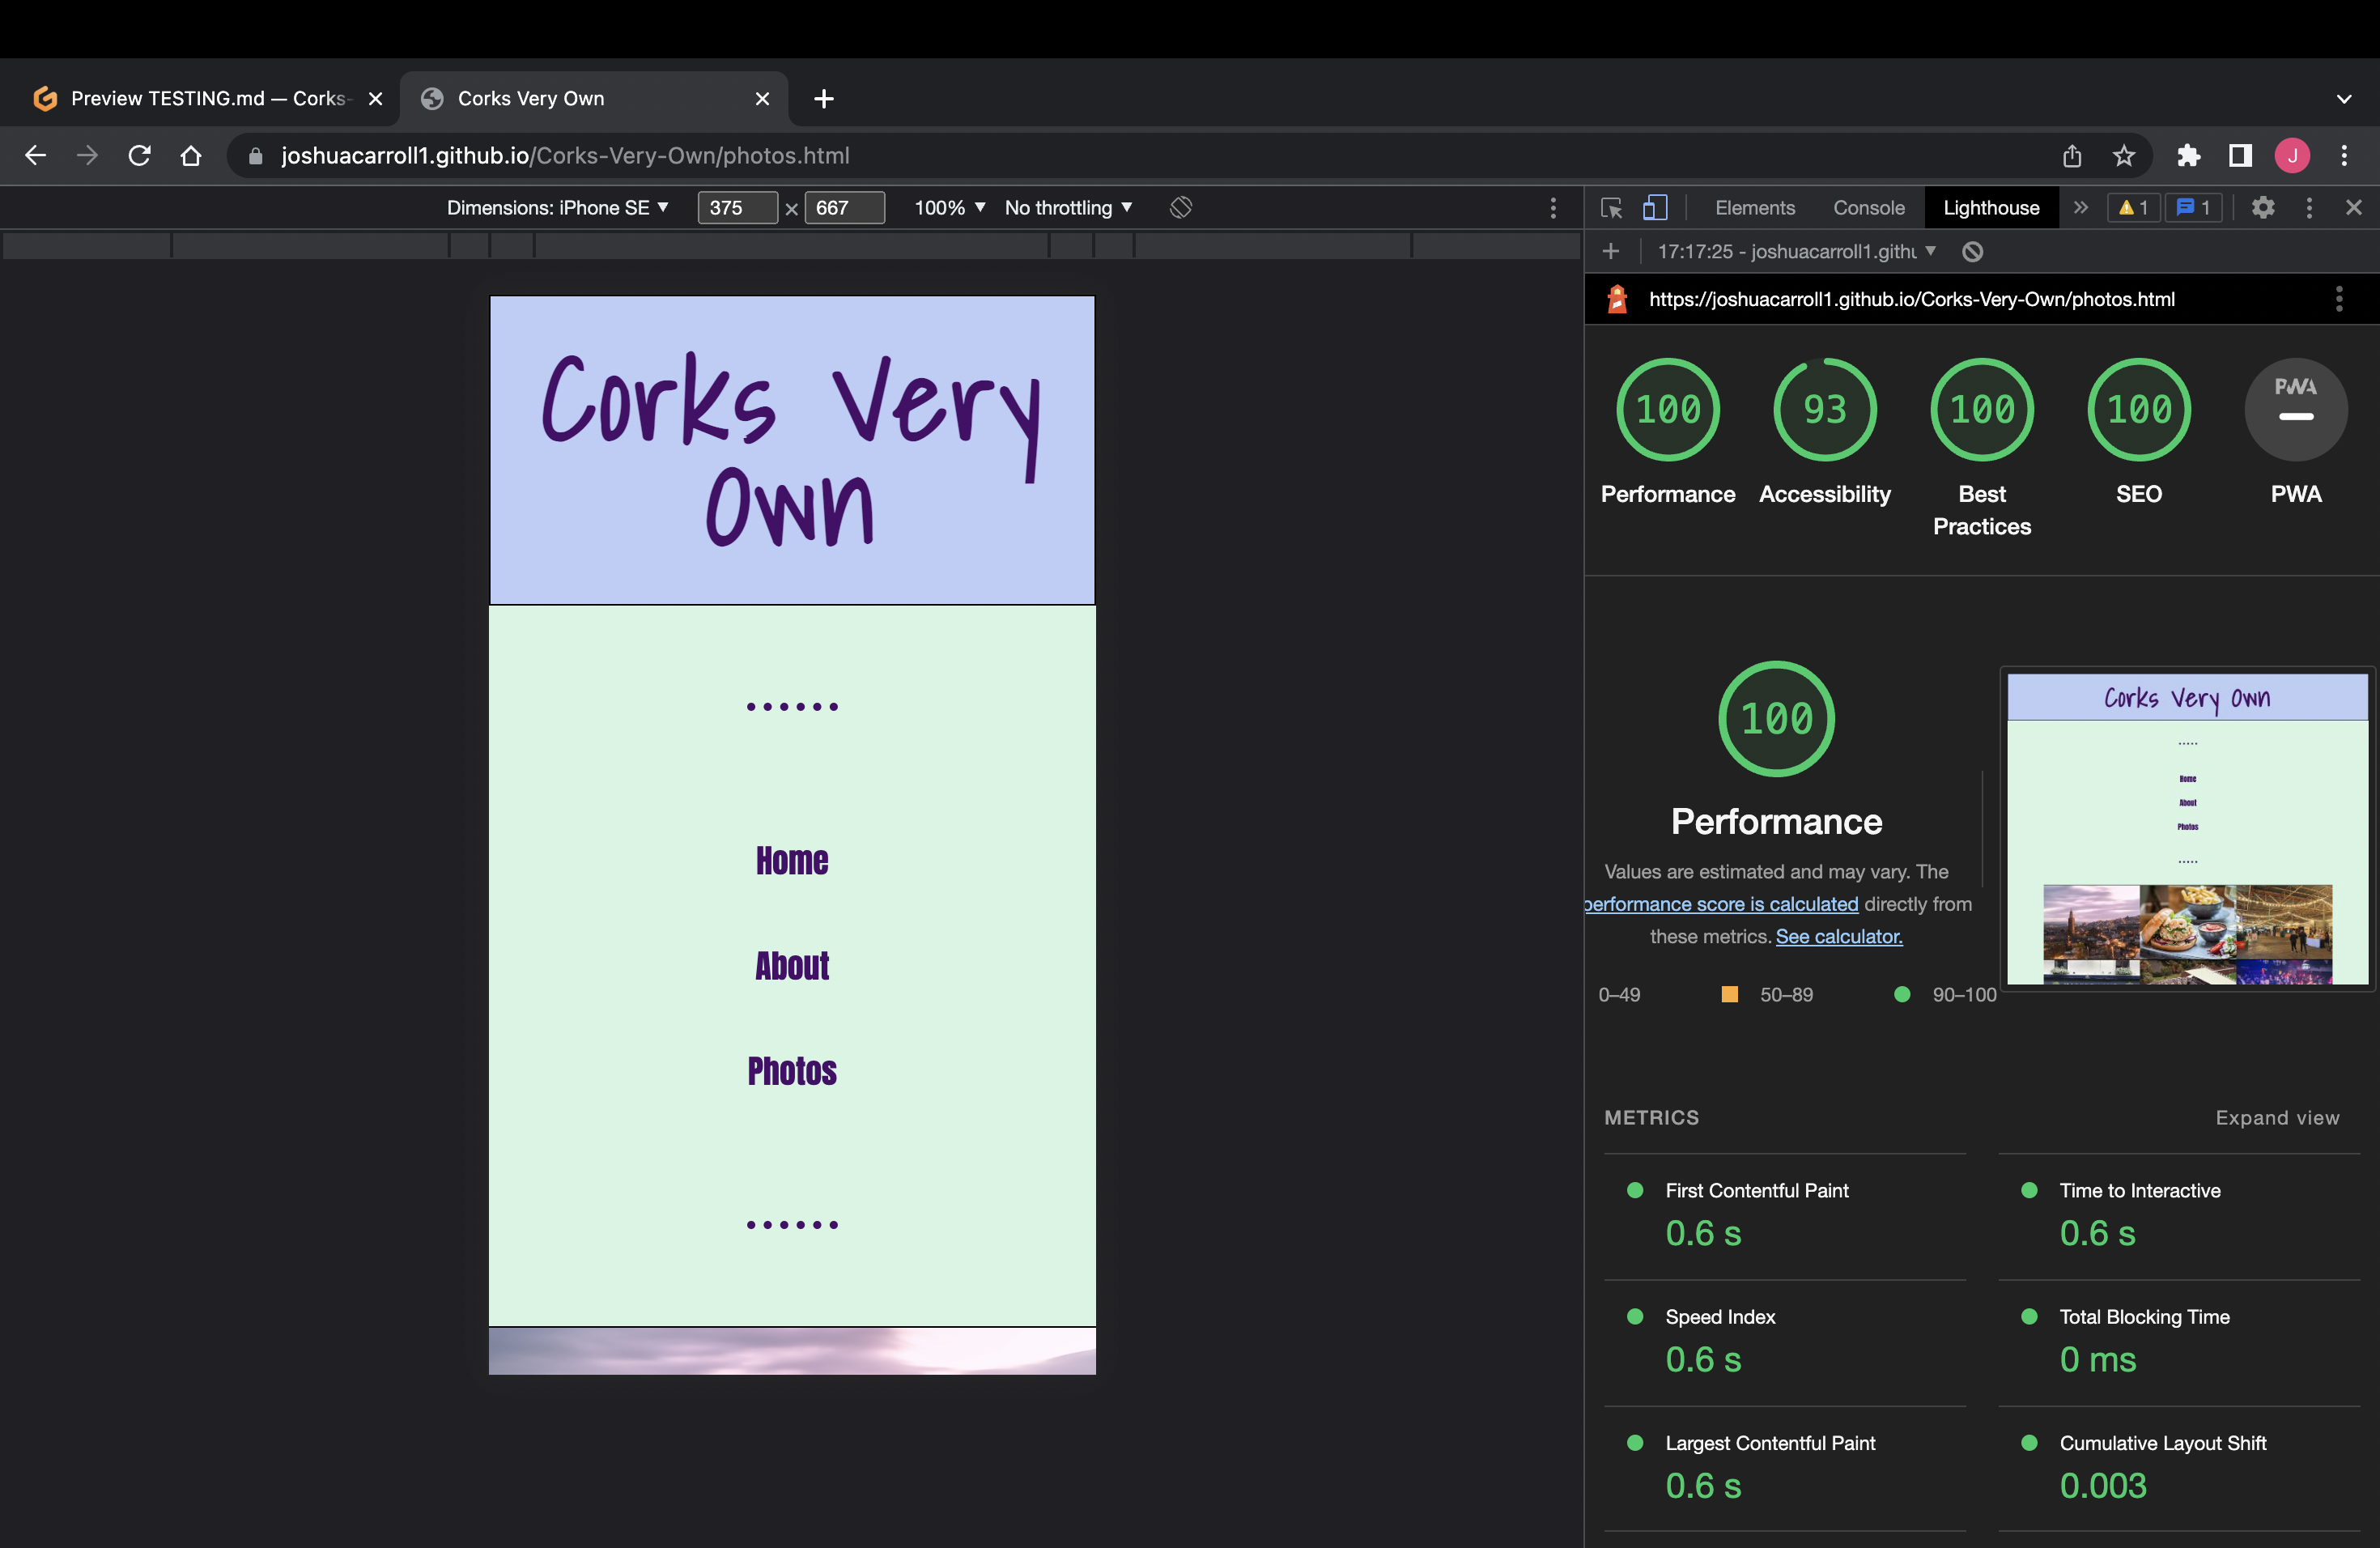 Preview TESTING.md — Corks-
Corks Very Own
joshuacarroll1.github.io/Corks-Very-Own/photos.html
J
Dimensions: iPhone SE ▼ 375 × 667 100% ▼ No throttling ▼
Elements Console Lighthouse » 1 1
17:17:25 - joshuacarroll1.githu ▼
https://joshuacarroll1.github.io/Corks-Very-Own/photos.html
Corks Very
Own
......
Home
About
Photos
......
100 93 100 100 PWA
Performance Accessibility Best Practices SEO PWA
100
Performance
Values are estimated and may vary. The
performance score is calculated directly from
these metrics. See calculator.
0–49 50–89 90–100
Corks Very Own
.....
Home
About
Photos
.....
METRICS Expand view
First Contentful Paint
0.6 s
Time to Interactive
0.6 s
Speed Index
0.6 s
Total Blocking Time
0 ms
Largest Contentful Paint
0.6 s
Cumulative Layout Shift
0.003